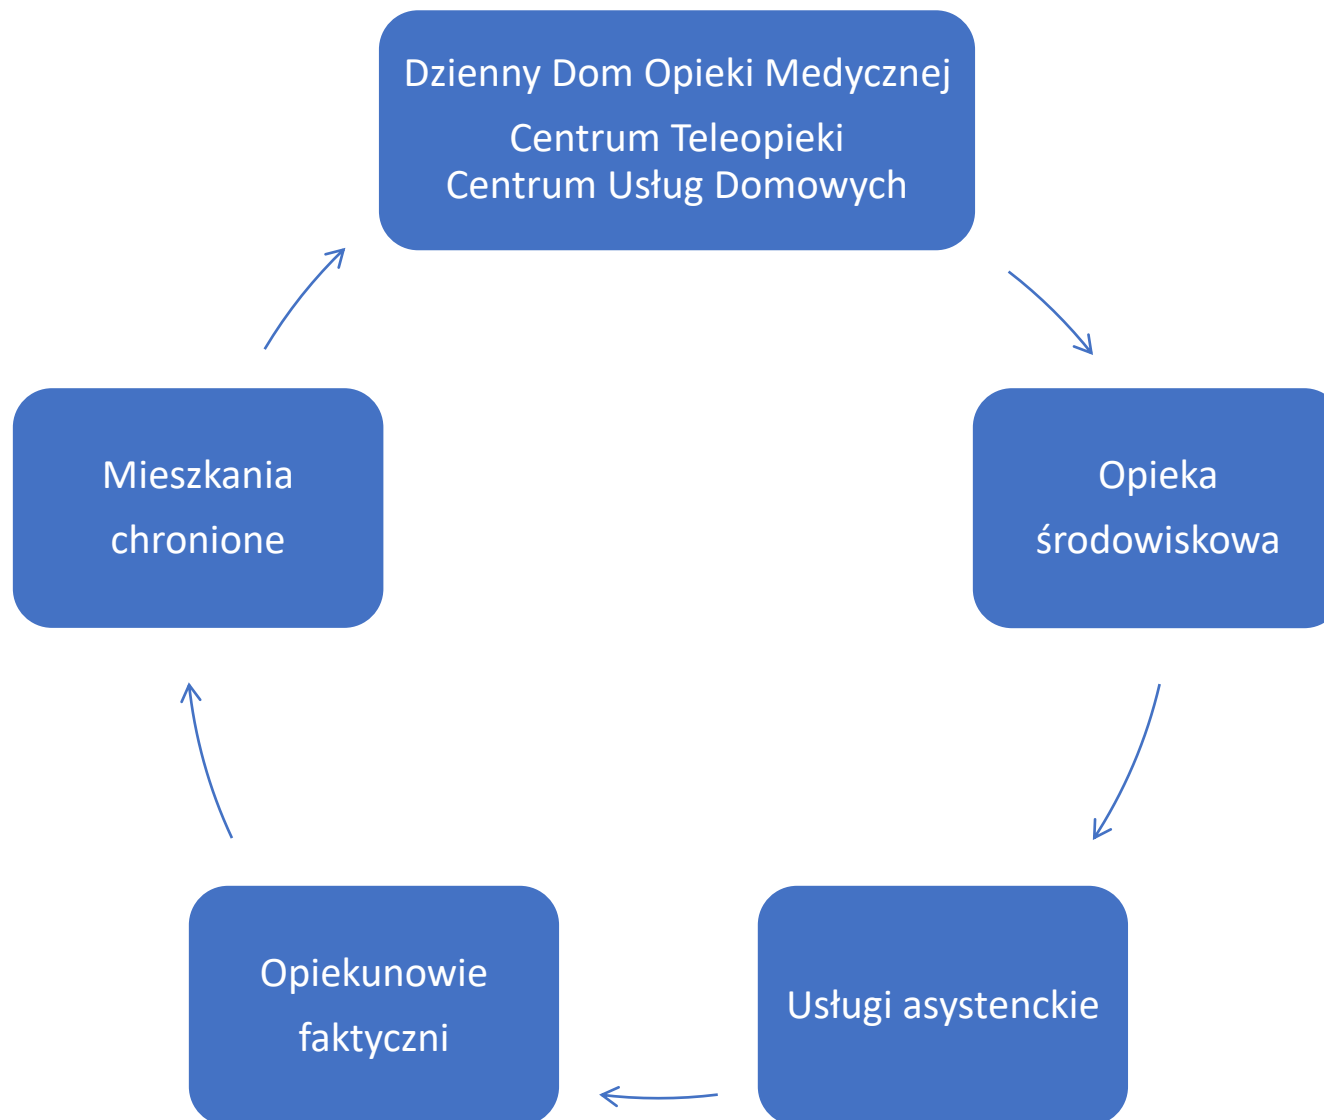 Dzienny Dom Opieki Medycznej
Centrum Teleopieki
Centrum Usług Domowych
Mieszkania
chronione
Opieka
środowiskowa
Opiekunowie
faktyczni
Usługi asystenckie